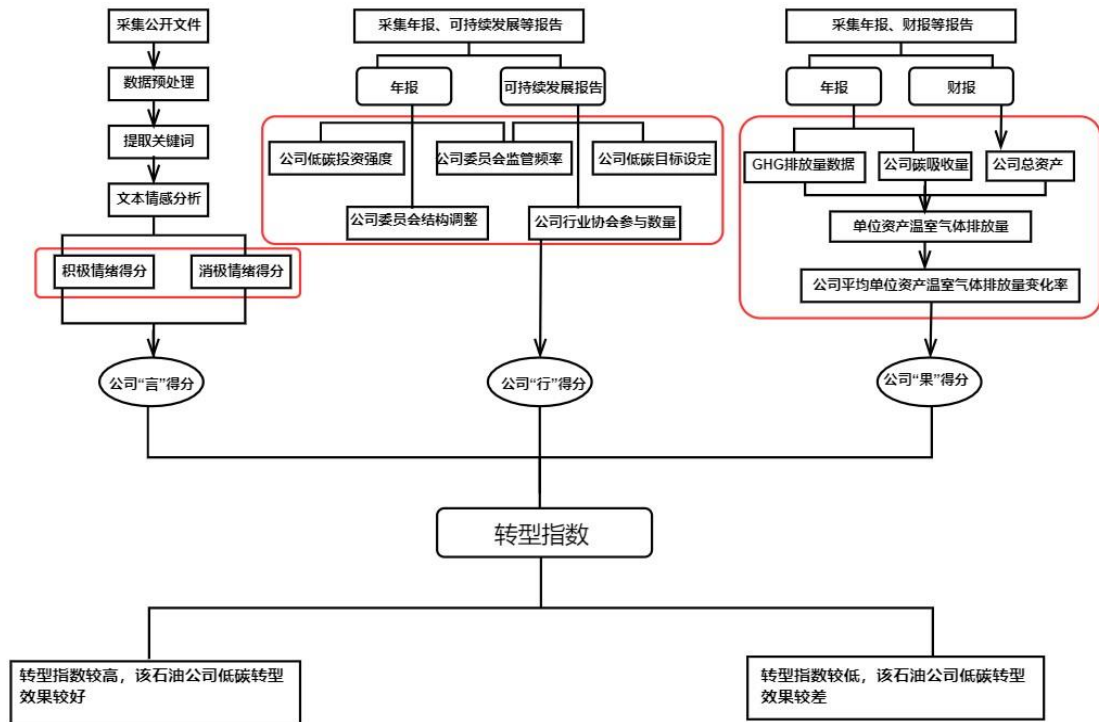 采集公开文件
数据预处理
提取关键词
文本情感分析
积极情绪得分
消极情绪得分
公司“言”得分
采集年报、可持续发展等报告
年报
可持续发展报告
公司低碳投资强度
公司委员会监管频率
公司低碳目标设定
公司委员会结构调整
公司行业协会参与数量
公司“行”得分
采集年报、财报等报告
年报
财报
GHG排放量数据
公司碳吸收量
公司总资产
单位资产温室气体排放量
公司平均单位资产温室气体排放量变化率
公司“果”得分
转型指数
转型指数较高，该石油公司低碳转型
效果较好
转型指数较低，该石油公司低碳转型
效果较差